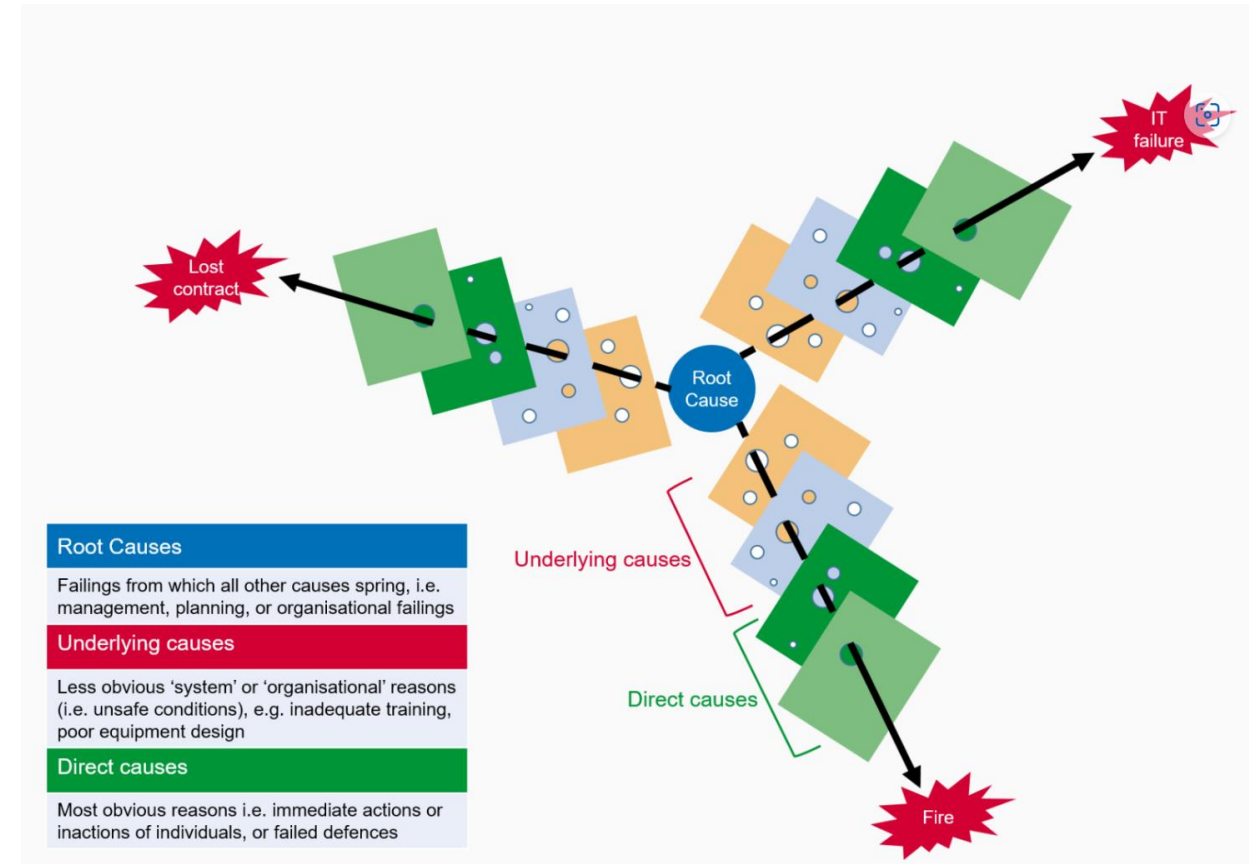 IT
failure
Lost
contract
Root
Cause
Underlying causes
Direct causes
Fire
Root Causes
Failings from which all other causes spring, i.e.
management, planning, or organisational failings
Underlying causes
Less obvious ‘system’ or ‘organisational’ reasons
(i.e. unsafe conditions), e.g. inadequate training,
poor equipment design
Direct causes
Most obvious reasons i.e. immediate actions or
inactions of individuals, or failed defences